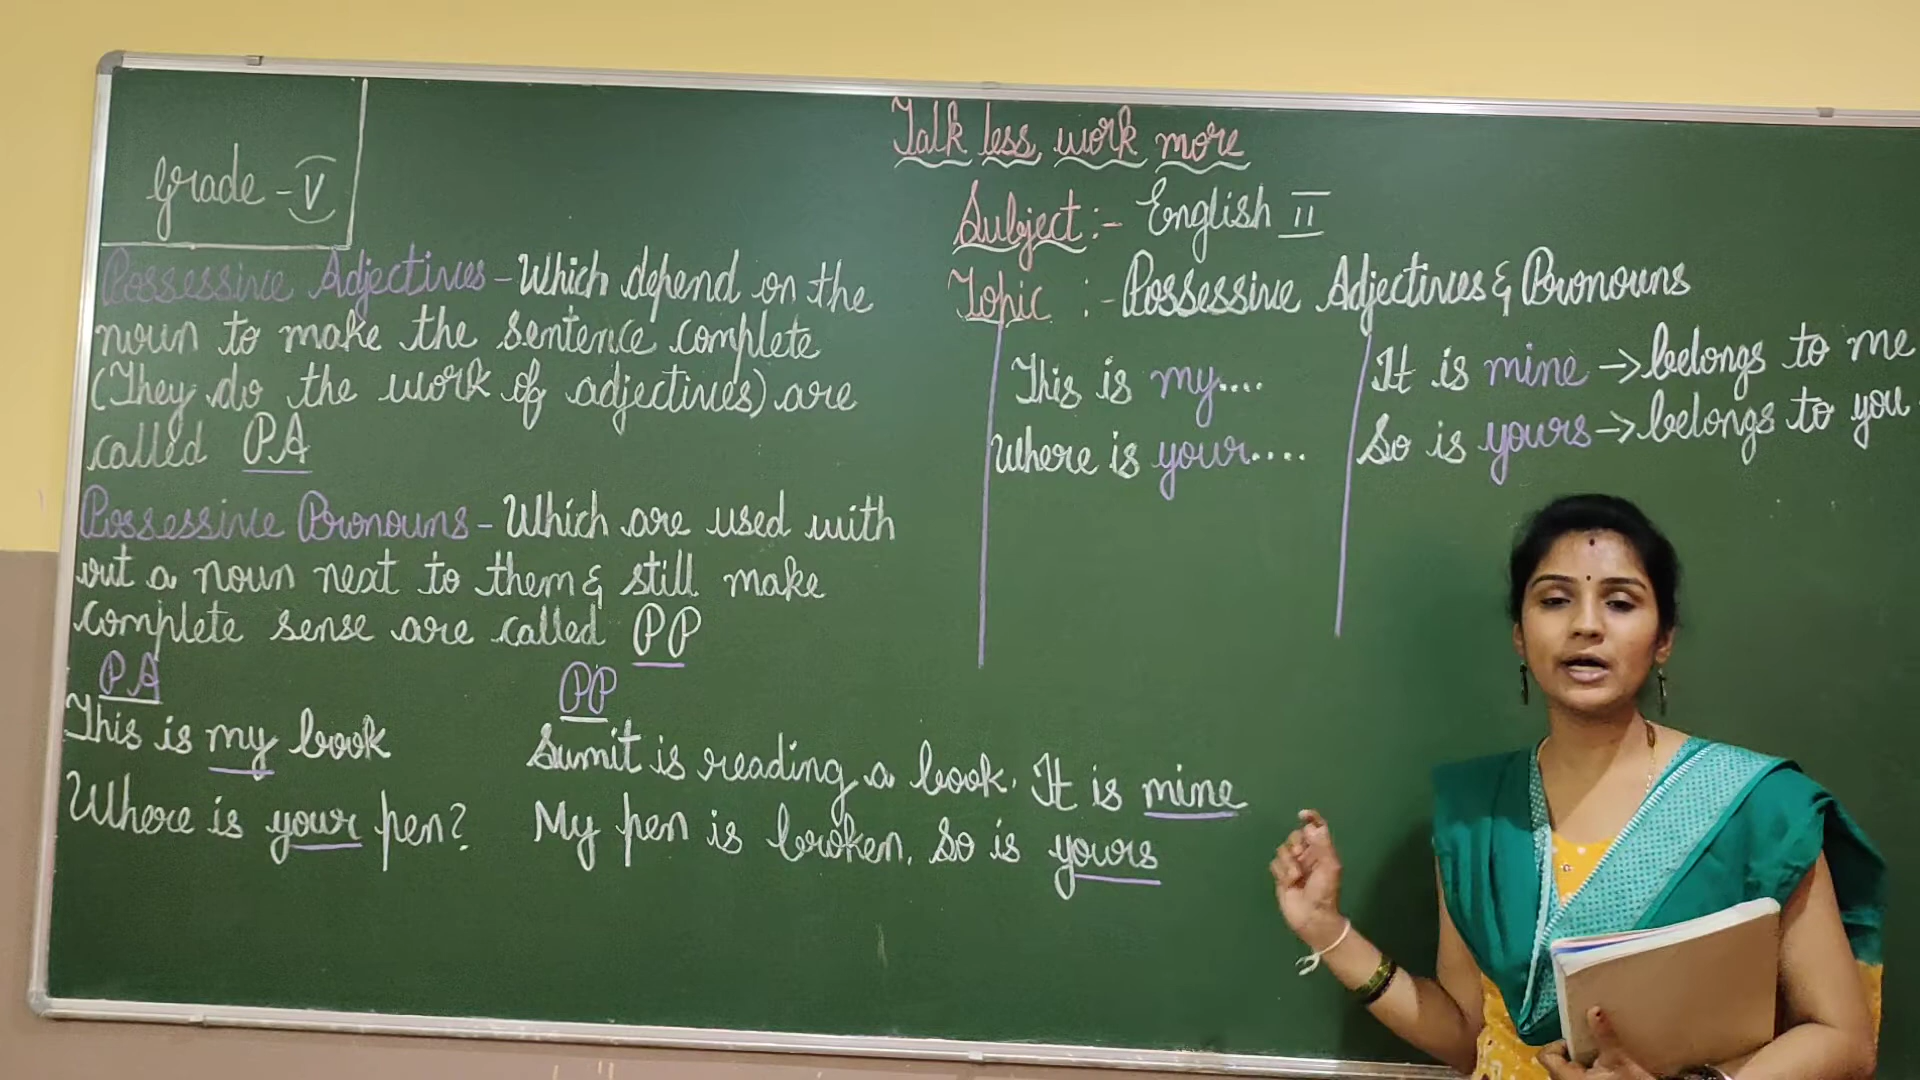 Talk less, work more
Grade - V
Subject :- English II
Topic :- Possessive Adjectives & Pronouns
Possessive Adjectives - Which depend on the
noun to make the sentence complete
(They do the work of adjectives) are
called PA
Possessive Pronouns - Which are used with
out a noun next to them & still make
complete sense are called PP
PA
This is my book
Where is your pen?
PP
Sumit is reading a book. It is mine
My pen is broken. So is yours
This is my....
Where is your....
It is mine → belongs to me
So is yours → belongs to you